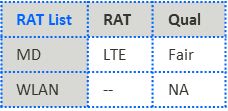 RAT List RAT Qual
MD LTE Fair
WLAN -- NA